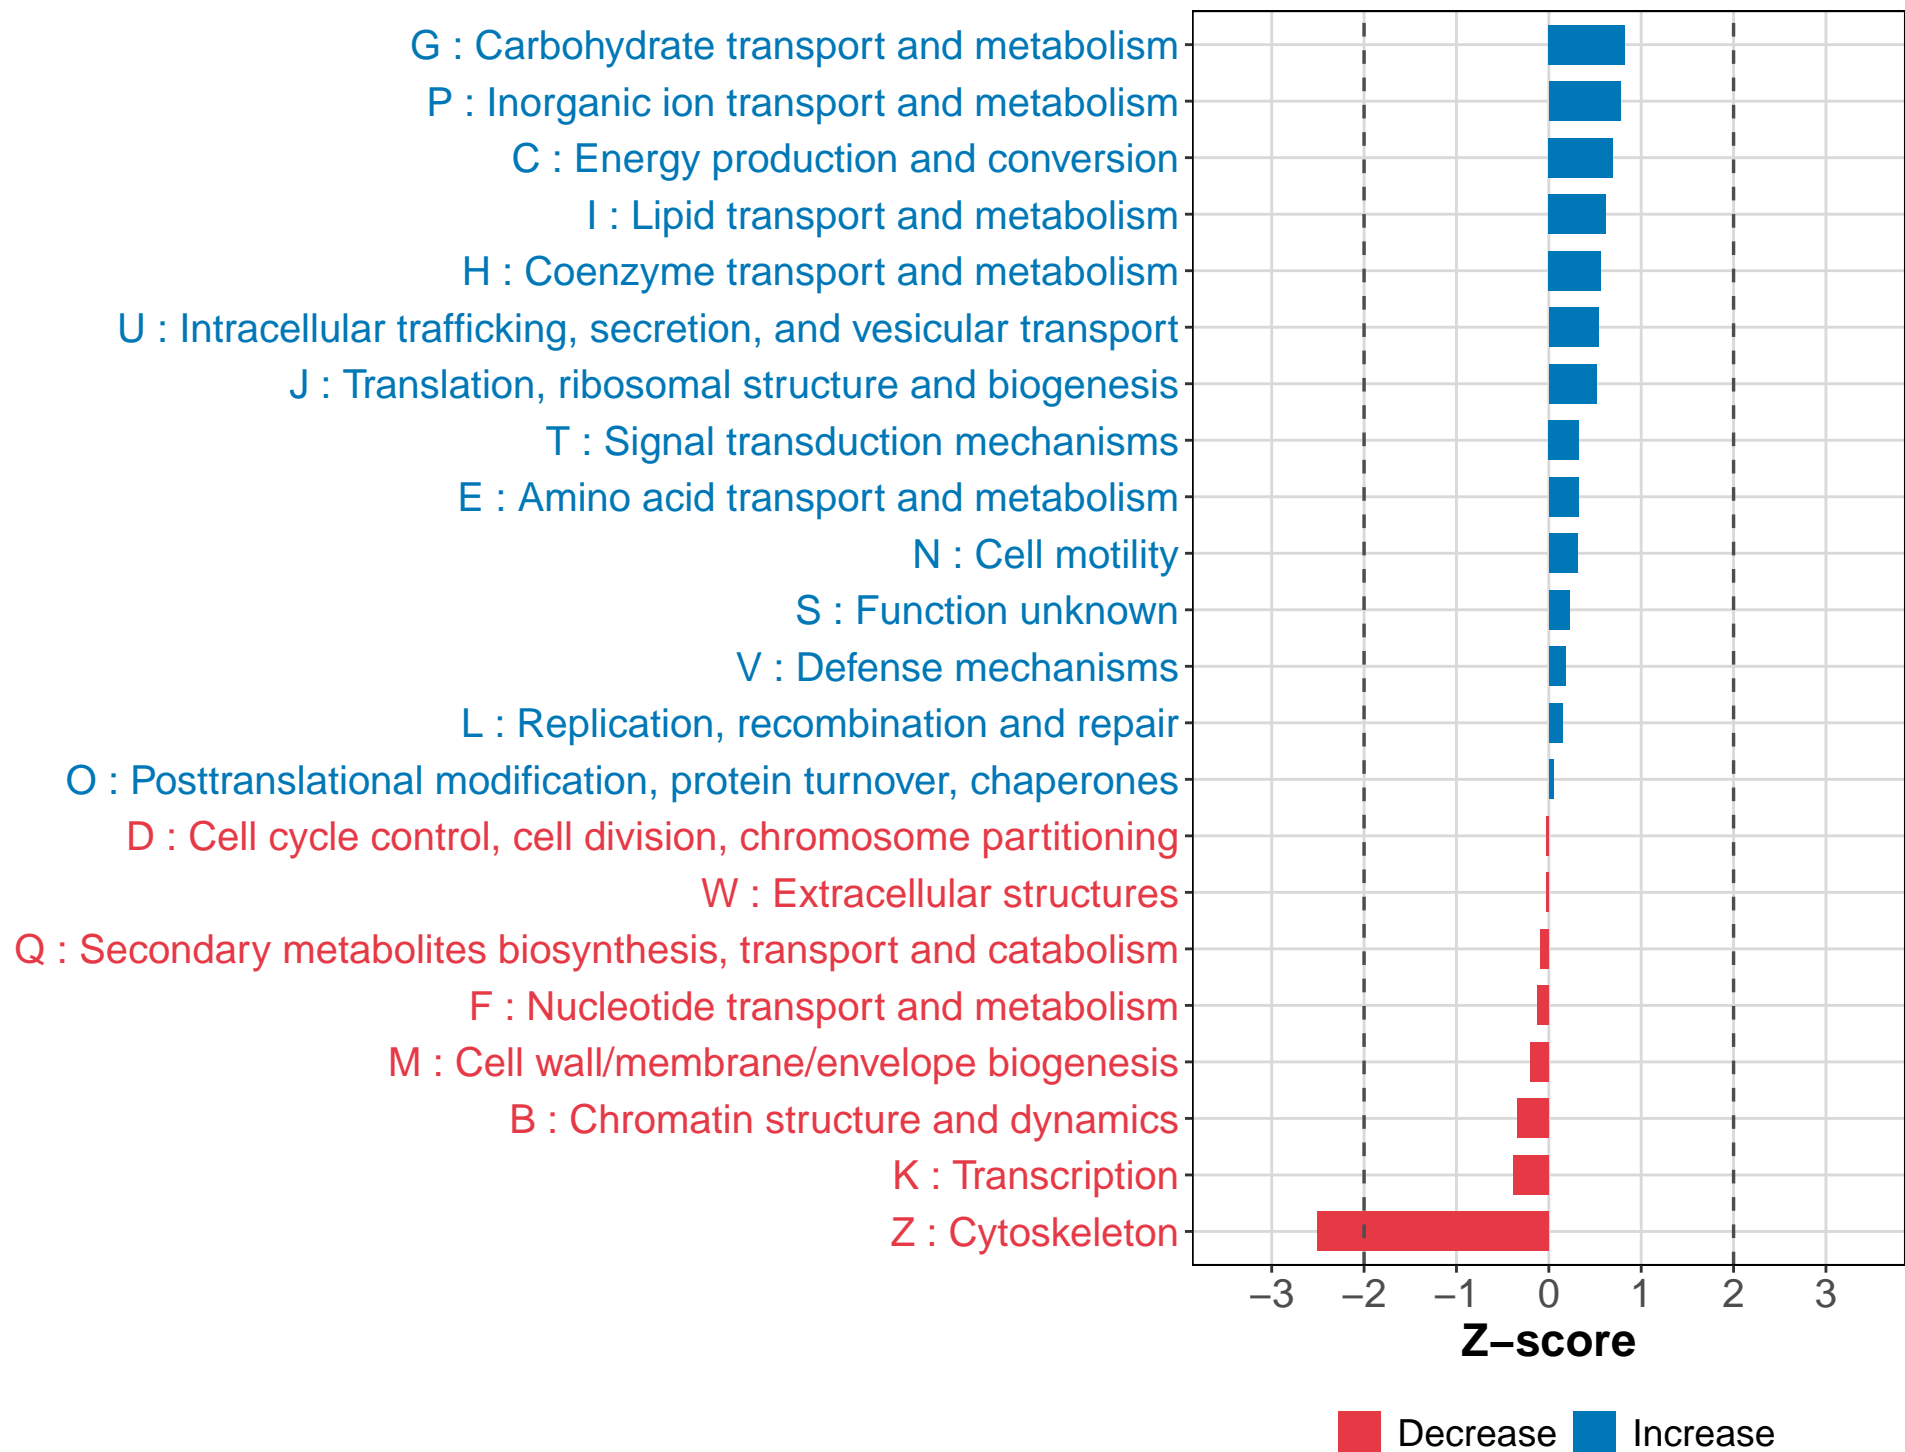 G : Carbohydrate transport and metabolism
P : Inorganic ion transport and metabolism
C : Energy production and conversion
I : Lipid transport and metabolism
H : Coenzyme transport and metabolism
U : Intracellular trafficking, secretion, and vesicular transport
J : Translation, ribosomal structure and biogenesis
T : Signal transduction mechanisms
E : Amino acid transport and metabolism
N : Cell motility
S : Function unknown
V : Defense mechanisms
L : Replication, recombination and repair
O : Posttranslational modification, protein turnover, chaperones
D : Cell cycle control, cell division, chromosome partitioning
W : Extracellular structures
Q : Secondary metabolites biosynthesis, transport and catabolism
F : Nucleotide transport and metabolism
M : Cell wall/membrane/envelope biogenesis
B : Chromatin structure and dynamics
K : Transcription
Z : Cytoskeleton
−3 −2 −1 0 1 2 3
Z−score
Decrease Increase